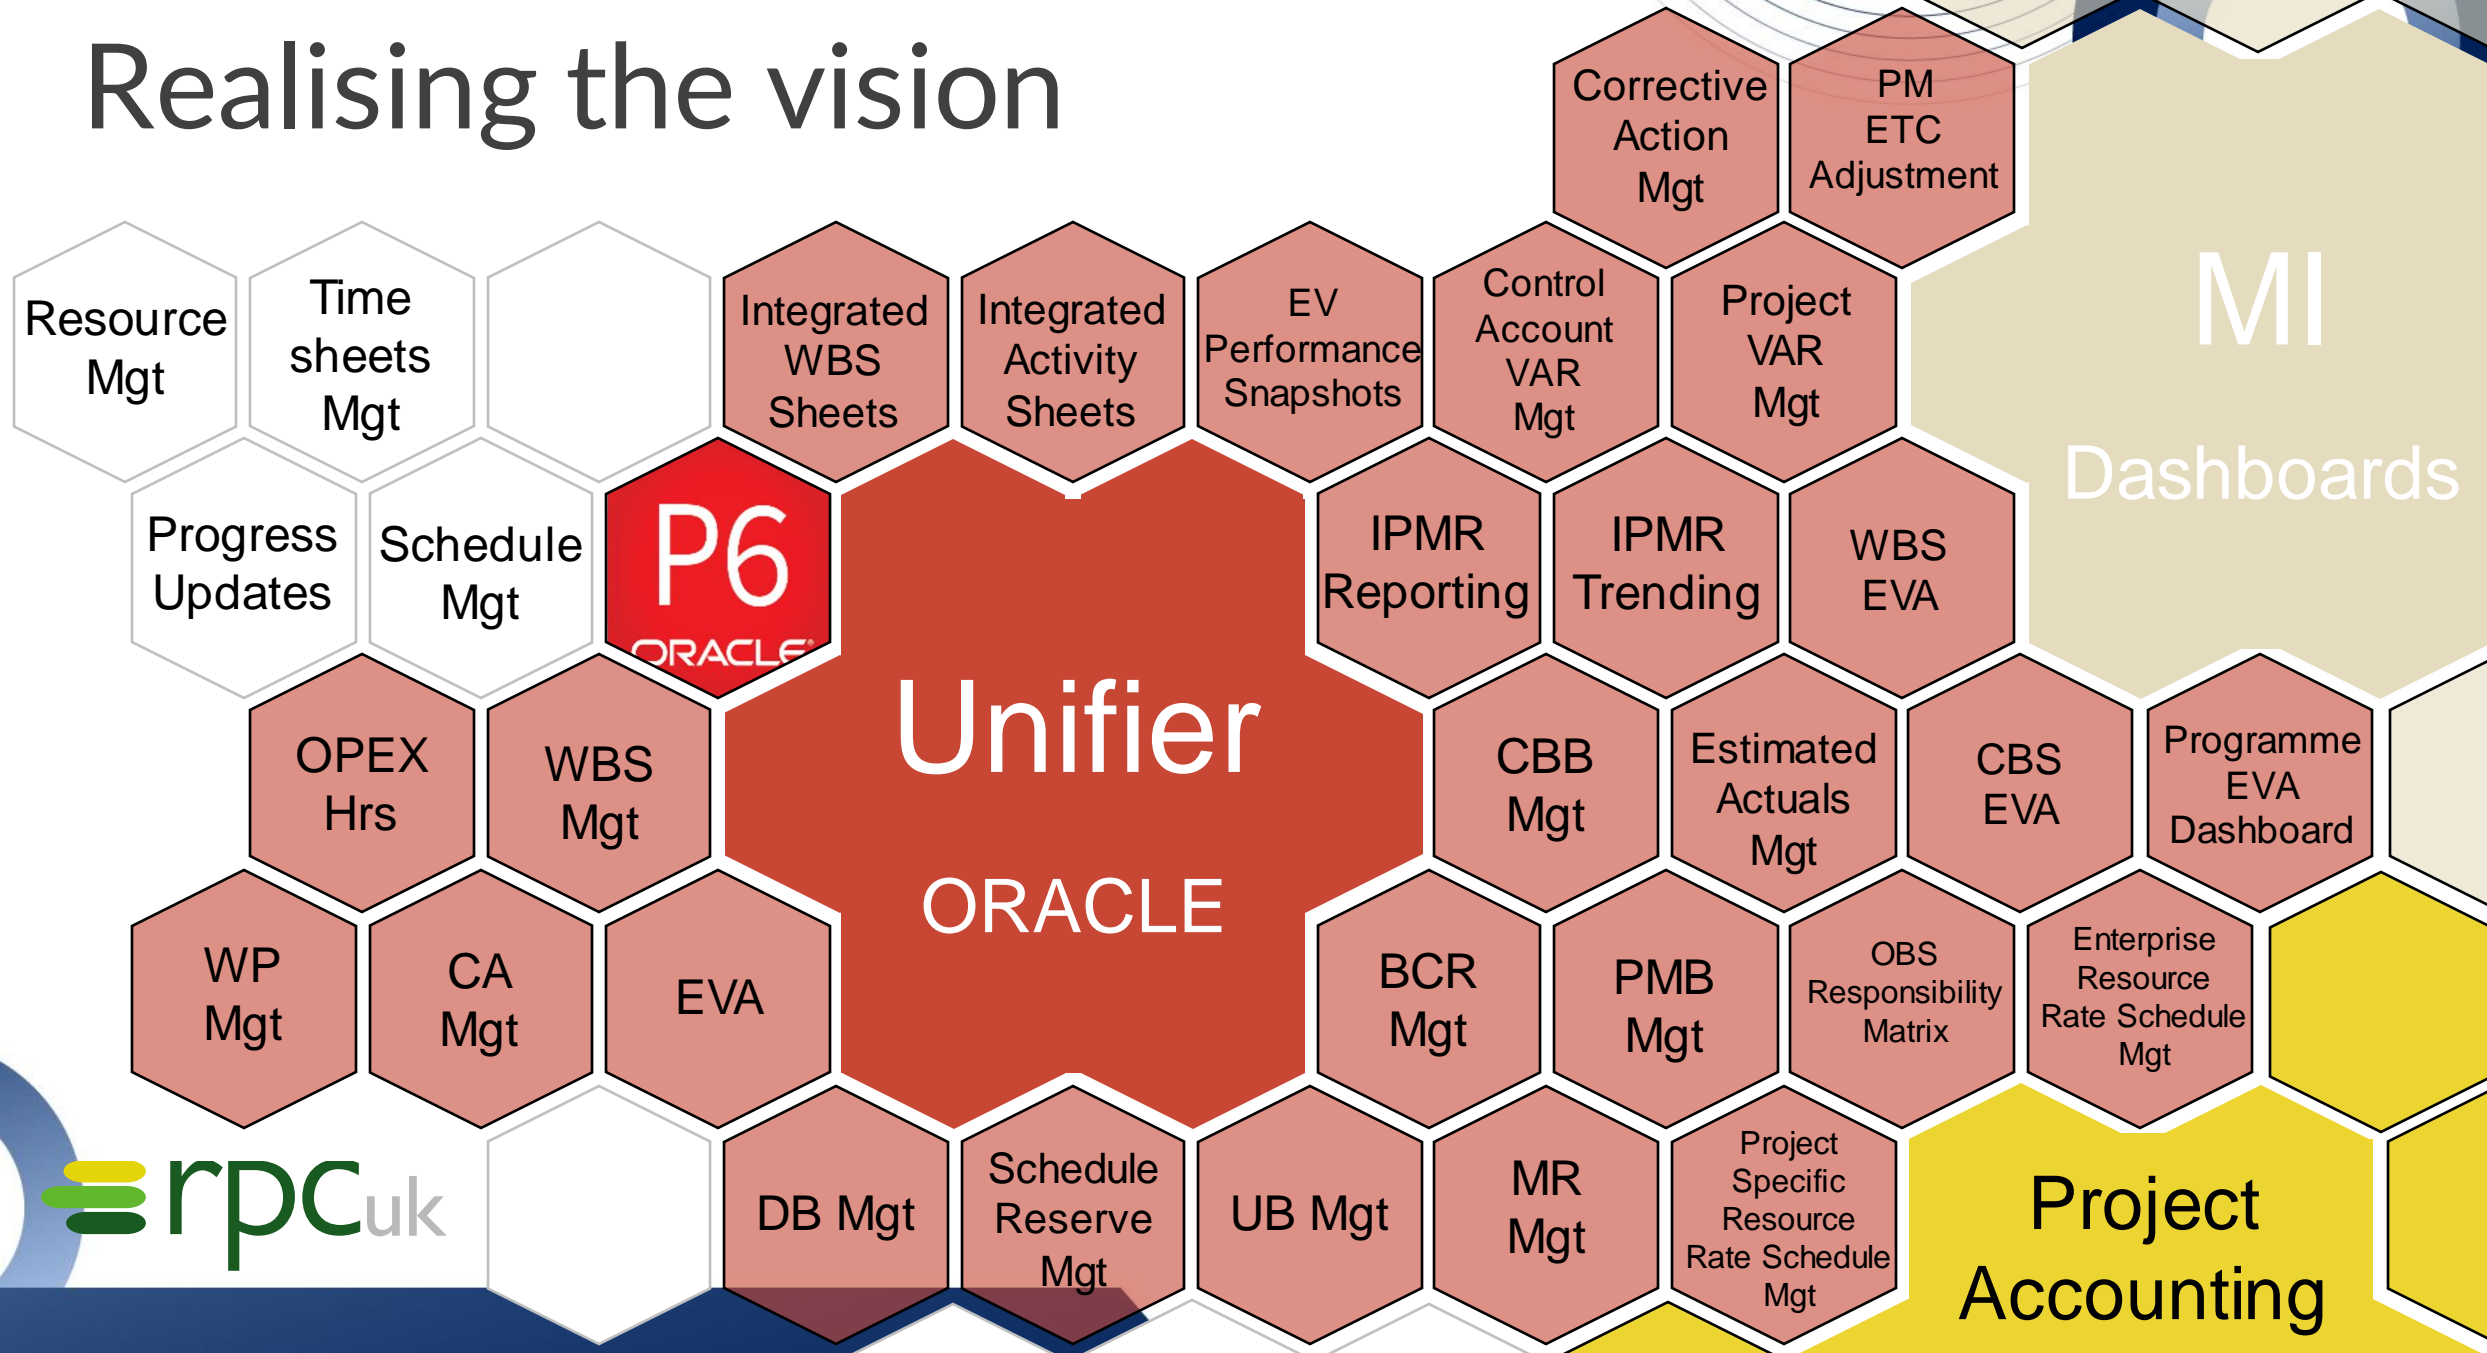 Realising the vision
Corrective
Action
Mgt
PM
ETC
Adjustment
Resource
Mgt
Time
sheets
Mgt
Integrated
WBS
Sheets
Integrated
Activity
Sheets
EV
Performance
Snapshots
Control
Account
VAR
Mgt
Project
VAR
Mgt
MI
Dashboards
Progress
Updates
Schedule
Mgt
P6
ORACLE®
IPMR
Reporting
IPMR
Trending
WBS
EVA
OPEX
Hrs
WBS
Mgt
Unifier
ORACLE
CBB
Mgt
Estimated
Actuals
Mgt
CBS
EVA
Programme
EVA
Dashboard
WP
Mgt
CA
Mgt
EVA
BCR
Mgt
PMB
Mgt
OBS
Responsibility
Matrix
Enterprise
Resource
Rate Schedule
Mgt
rpcuk
DB Mgt
Schedule
Reserve
Mgt
UB Mgt
MR
Mgt
Project
Specific
Resource
Rate Schedule
Mgt
Project
Accounting